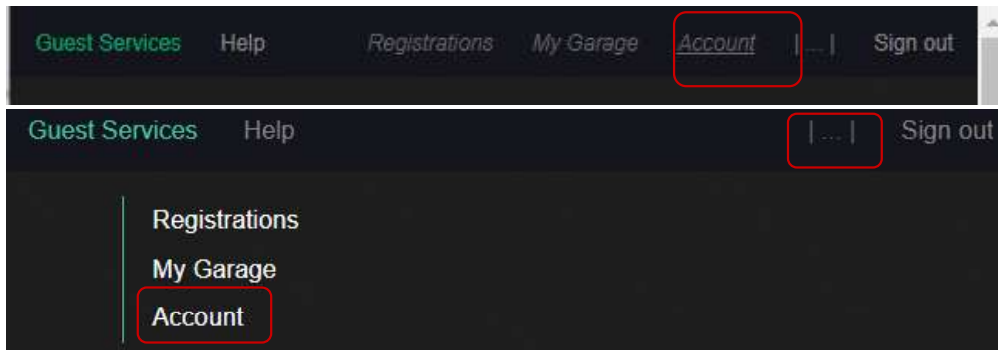 Guest Services Help Registrations My Garage Account | ... | Sign out
Guest Services Help | ... | Sign out
Registrations
My Garage
Account